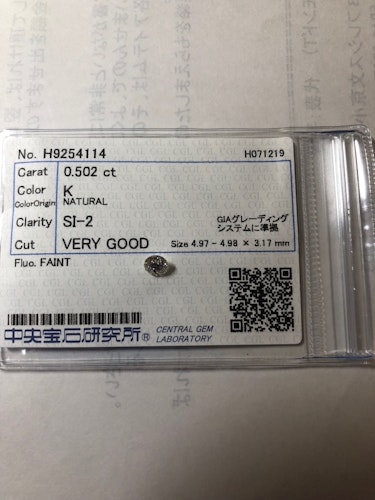 No. H9254114 H071219
Carat 0.502 ct
Color K
ColorOrigin NATURAL
Clarity SI-2 GIAグレーディング
システムに準拠
Cut VERY GOOD Size 4.97 - 4.98 × 3.17 mm
Fluo. FAINT
中央宝石研究所® CENTRAL GEM
LABORATORY